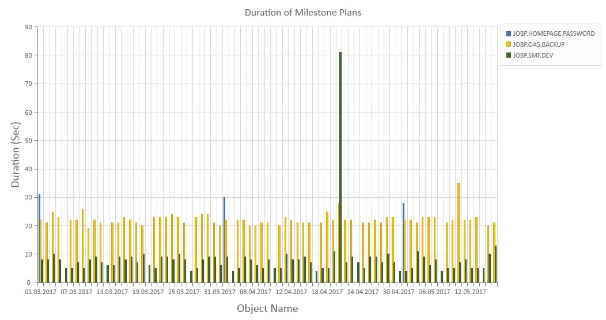 Duration of Milestone Plans
JOBP.HOMEPAGE.PASSWORD
JOBP.OAS.BACKUP
JOBP.SMF.DEV
Duration (Sec)
90
80
70
60
50
40
30
20
10
0
01.03.2017 07.03.2017 13.03.2017 19.03.2017 25.03.2017 31.03.2017 06.04.2017 12.04.2017 18.04.2017 24.04.2017 30.04.2017 06.05.2017 12.05.2017
Object Name